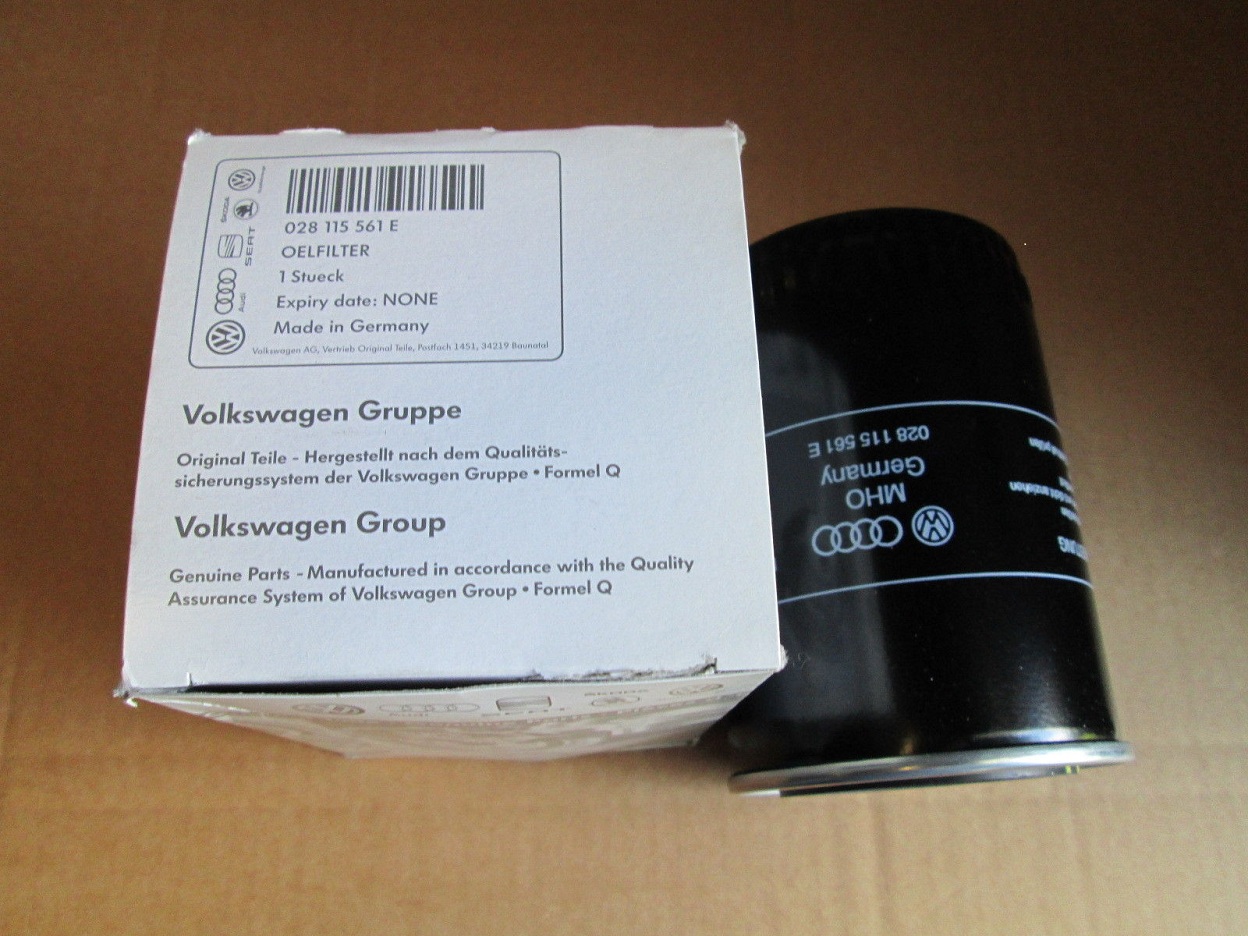 028 115 561 E
OELFILTER
1 Stueck
Expiry date: NONE
Made in Germany
Volkswagen AG, Vertrieb Original Teile, Postfach 1451, 34219 Baunatal
SKODA
SEAT
Audi
Volkswagen Gruppe
Original Teile - Hergestellt nach dem Qualitäts-
sicherungssystem der Volkswagen Gruppe • Formel Q
Volkswagen Group
Genuine Parts - Manufactured in accordance with the Quality
Assurance System of Volkswagen Group • Formel Q
MHO
Germany
028 115 561 E